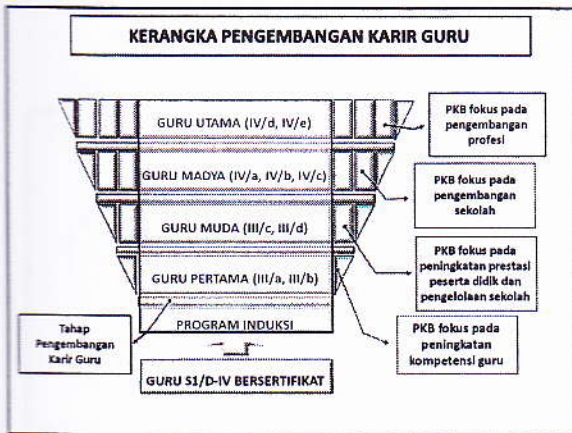 KERANGKA PENGEMBANGAN KARIR GURU
GURU UTAMA (IV/d, IV/e)
PKB fokus pada
pengembangan
profesi
GURU MADYA (IV/a, IV/b, IV/c)
PKB fokus pada
pengembangan
sekolah
GURU MUDA (III/c, III/d)
PKB fokus pada
peningkatan prestasi
peserta didik dan
pengelolaan sekolah
GURU PERTAMA (III/a, III/b)
Tahap
Pengembangan
Karir Guru
PROGRAM INDUKSI
PKB fokus pada
peningkatan
kompetensi guru
GURU S1/D-IV BERSERTIFIKAT